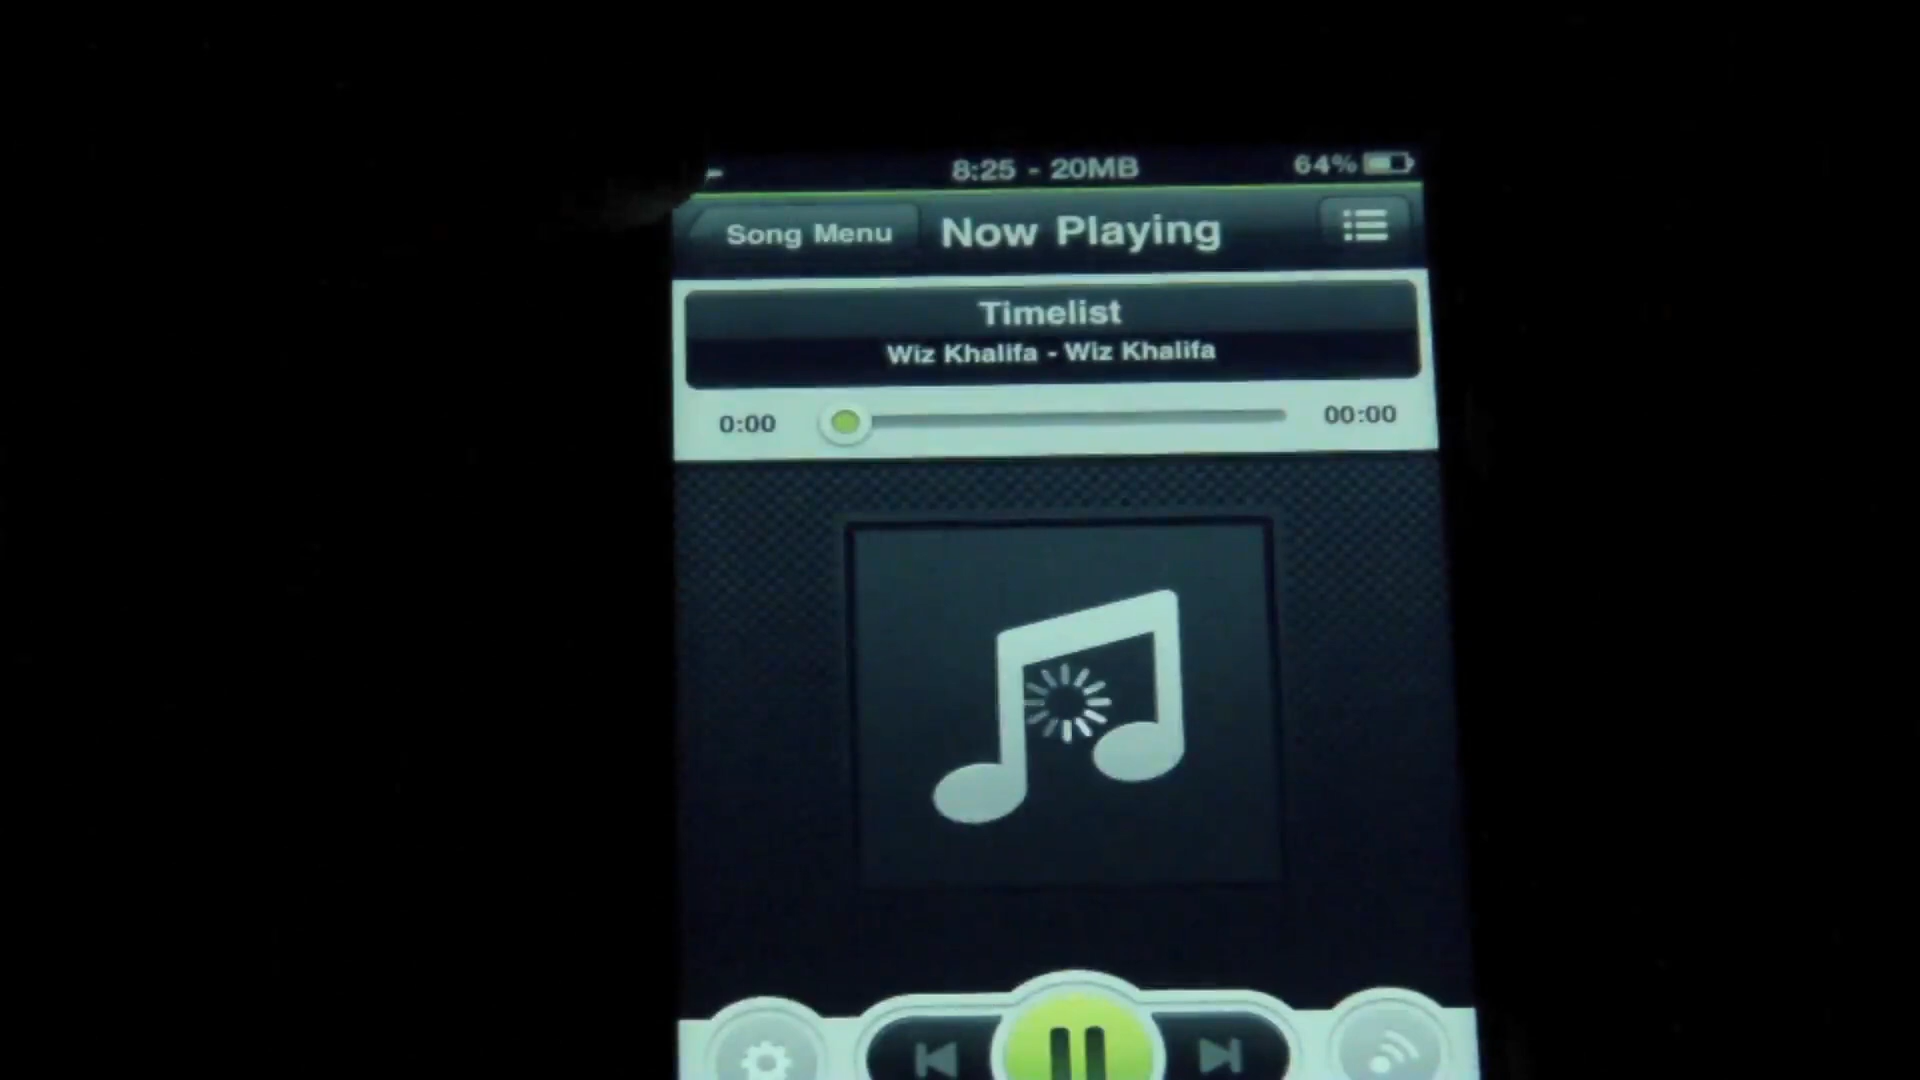 8:25 - 20MB
64%
Song Menu
Now Playing
Timelist
Wiz Khalifa - Wiz Khalifa
0:00
00:00